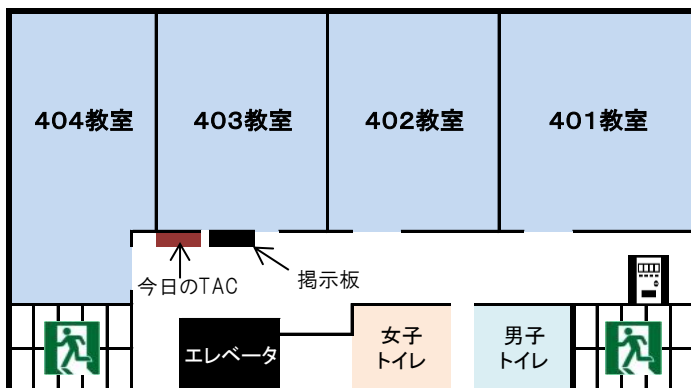 404教室
403教室
402教室
401教室
今日のTAC
掲示板
エレベータ
女子
トイレ
男子
トイレ